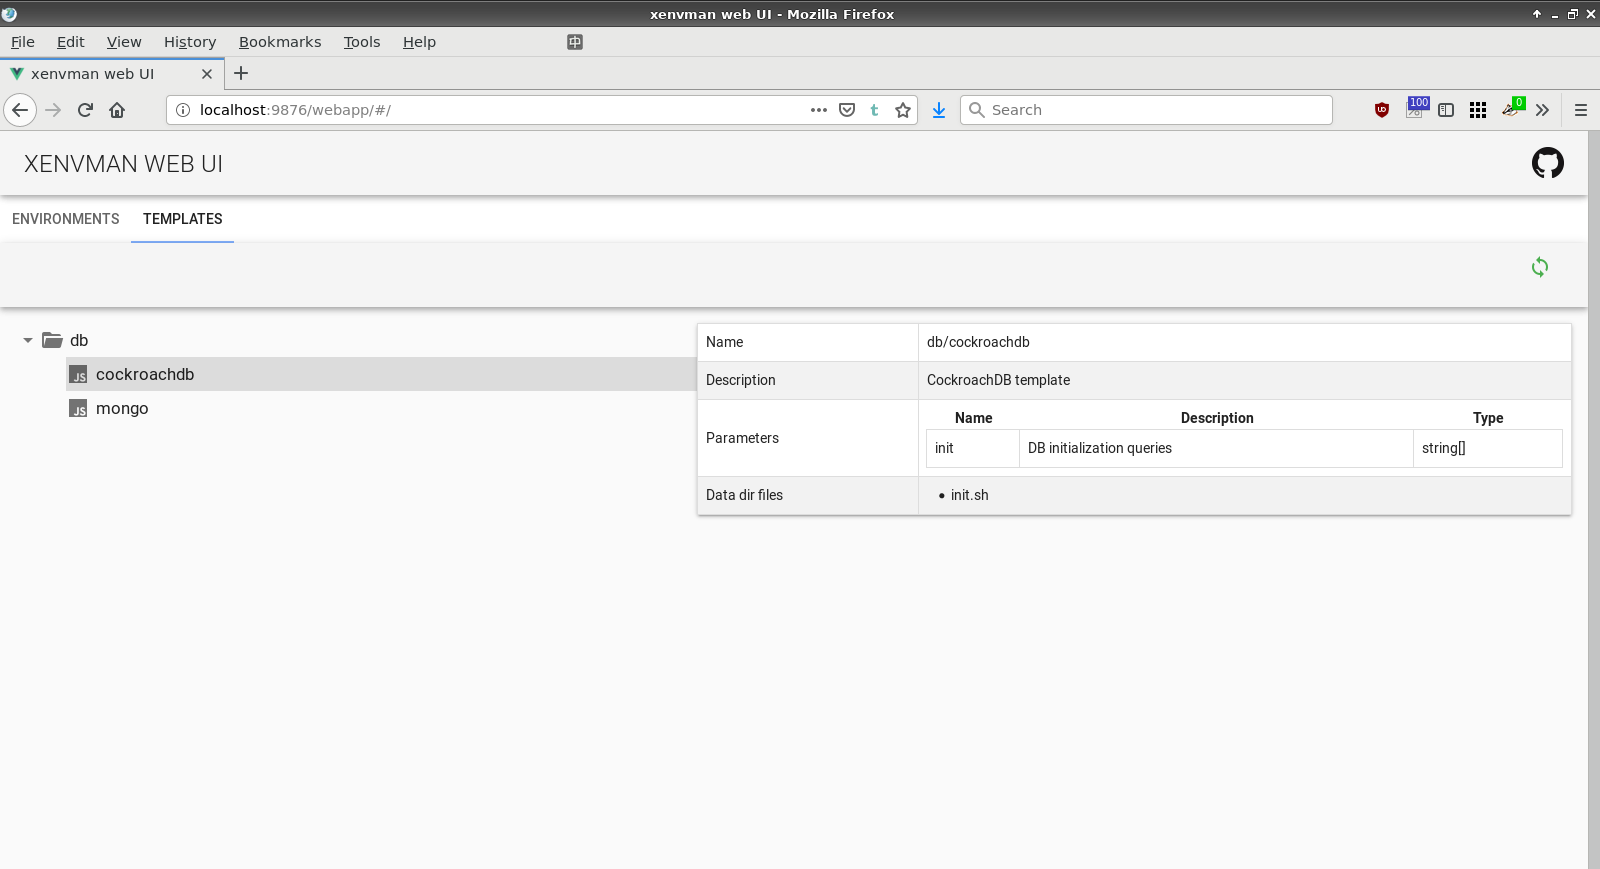 xenvman web UI - Mozilla Firefox
File Edit View History Bookmarks Tools Help
xenvman web UI
localhost:9876/webapp/#/
t
Search
UD
100
0
XENVMAN WEB UI
ENVIRONMENTS TEMPLATES
db
JS cockroachdb
JS mongo
Name db/cockroachdb
Description CockroachDB template
Parameters
Name Description Type
init DB initialization queries string[]
Data dir files • init.sh